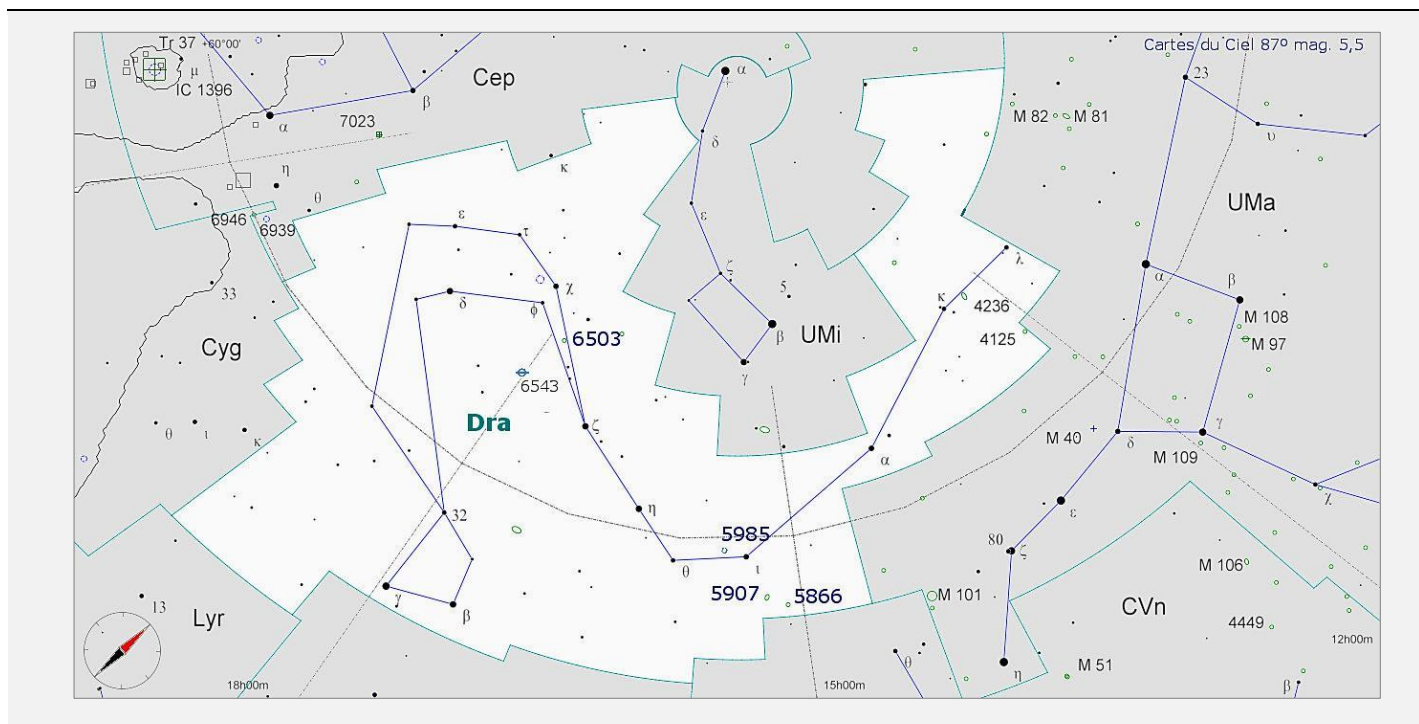 Tr 37 +60°00'
Cartes du Ciel 87º mag. 5,5
μ
IC 1396
Cep
α
23
β
α
7023
M 82
M 81
υ
δ
η
κ
θ
UMa
6946
6939
ε
τ
ε
λ
ζ
α
β
33
δ
χ
ϕ
5
κ
4236
M 108
Cyg
6503
β
UMi
4125
M 97
γ
6543
Dra
ζ
θ
ι
κ
M 40
δ
γ
M 109
α
χ
32
η
ε
5985
80
ζ
θ
ι
M 106
γ
β
5907
5866
M 101
13
Lyr
CVn
4449
12h00m
θ
η
M 51
18h00m
15h00m
β